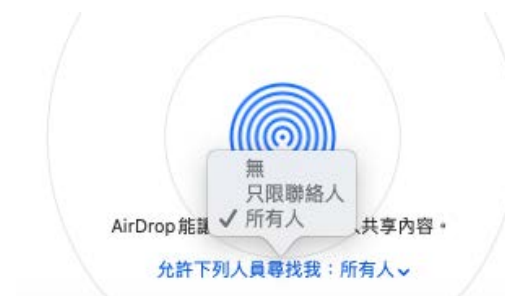 無
只限聯絡人
✓ 所有人
AirDrop能 共享內容。
允許下列人員尋找我：所有人